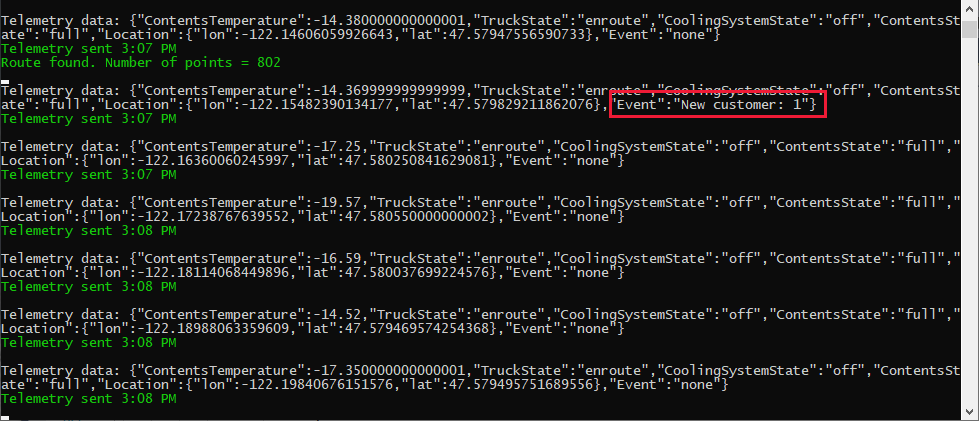 Telemetry data: {"ContentsTemperature":-14.380000000000001,"TruckState":"enroute","CoolingSystemState":"off","ContentsSt
ate":"full","Location":{"lon":-122.14606059926643,"lat":47.57947556590733},"Event":"none"}
Telemetry sent 3:07 PM
Route found. Number of points = 802
Telemetry data: {"ContentsTemperature":-14.369999999999999,"TruckState":"enroute","CoolingSystemState":"off","ContentsSt
ate":"full","Location":{"lon":-122.15482390134177,"lat":47.579829211862076},"Event":"New customer: 1"}
Telemetry sent 3:07 PM
Telemetry data: {"ContentsTemperature":-17.25,"TruckState":"enroute","CoolingSystemState":"off","ContentsState":"full","
Location":{"lon":-122.16360060245997,"lat":47.580250841629081},"Event":"none"}
Telemetry sent 3:07 PM
Telemetry data: {"ContentsTemperature":-19.57,"TruckState":"enroute","CoolingSystemState":"off","ContentsState":"full","
Location":{"lon":-122.17238767639552,"lat":47.580550000000002},"Event":"none"}
Telemetry sent 3:08 PM
Telemetry data: {"ContentsTemperature":-16.59,"TruckState":"enroute","CoolingSystemState":"off","ContentsState":"full","
Location":{"lon":-122.18114068449896,"lat":47.580037699224576},"Event":"none"}
Telemetry sent 3:08 PM
Telemetry data: {"ContentsTemperature":-14.52,"TruckState":"enroute","CoolingSystemState":"off","ContentsState":"full","
Location":{"lon":-122.18988063359609,"lat":47.579469574254368},"Event":"none"}
Telemetry sent 3:08 PM
Telemetry data: {"ContentsTemperature":-17.350000000000001,"TruckState":"enroute","CoolingSystemState":"off","ContentsSt
ate":"full","Location":{"lon":-122.19840676151576,"lat":47.579495751689556},"Event":"none"}
Telemetry sent 3:08 PM